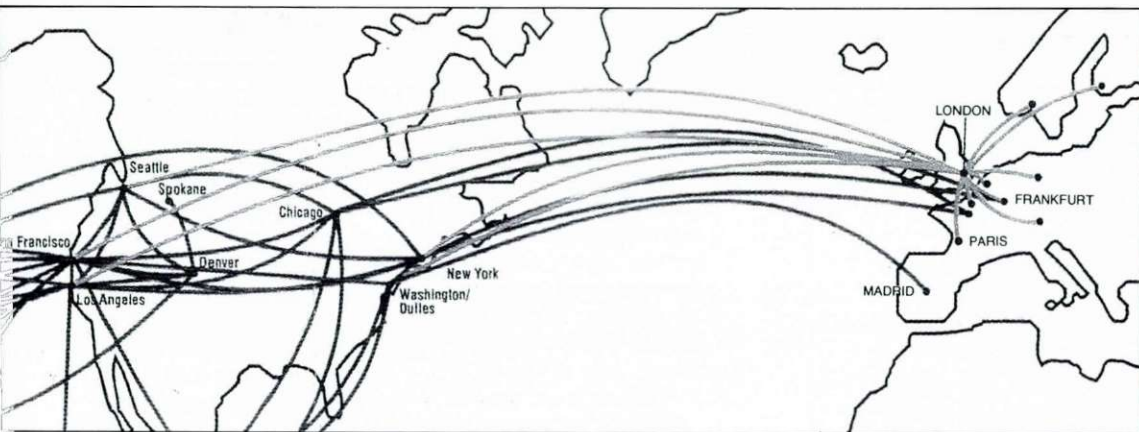 LONDON
Seattle
Spokane
FRANKFURT
Chicago
Francisco
PARIS
Denver
New York
Los Angeles
MADRID
Washington/
Dulles